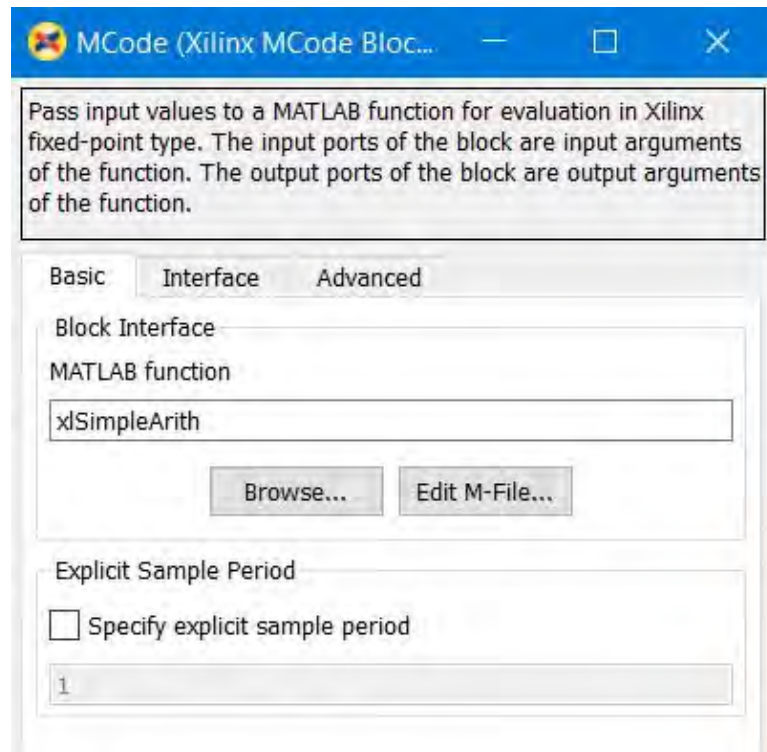 MCode (Xilinx MCode Bloc...
Pass input values to a MATLAB function for evaluation in Xilinx
fixed-point type. The input ports of the block are input arguments
of the function. The output ports of the block are output arguments
of the function.
Basic Interface Advanced
Block Interface
MATLAB function
xlSimpleArith
Browse... Edit M-File...
Explicit Sample Period
Specify explicit sample period
1